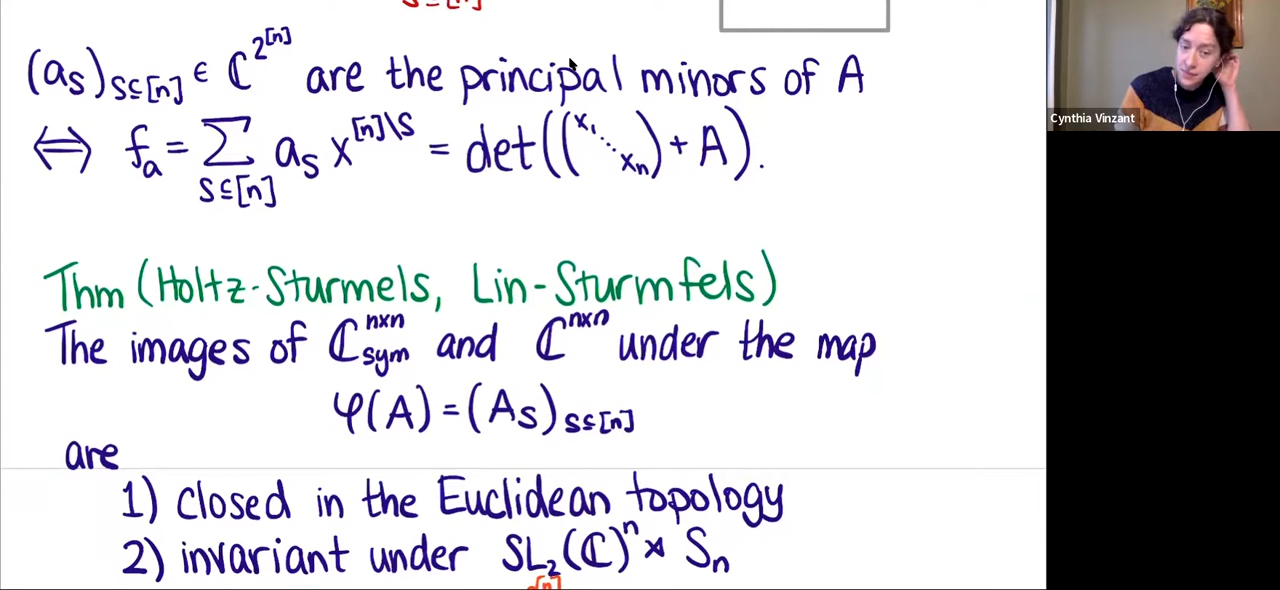 S⊆[n]
(a_S)_{S⊆[n]} ∈ ℂ^{2^{[n]}} are the principal minors of A
⟺ f_a = ∑_{S⊆[n]} a_S x^{[n]\S} = det((x_1 ⋱ x_n) + A).
Thm (Holtz-Sturmels, Lin-Sturmfels)
The images of ℂ^{n×n}_{sym} and ℂ^{n×n} under the map
φ(A) = (A_S)_{S⊆[n]}
are
1) closed in the Euclidean topology
2) invariant under SL_2(ℂ)^n ⋊ S_n
Cynthia Vinzant